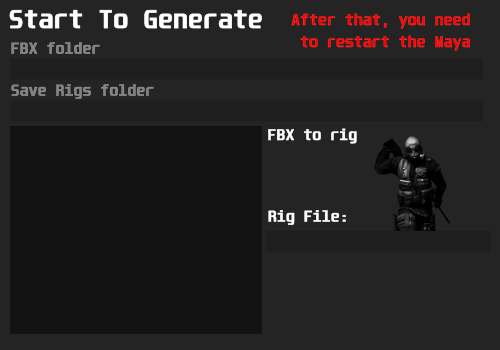 Start To Generate
After that, you need
to restart the Maya
FBX folder
Save Rigs folder
FBX to rig
Rig File: